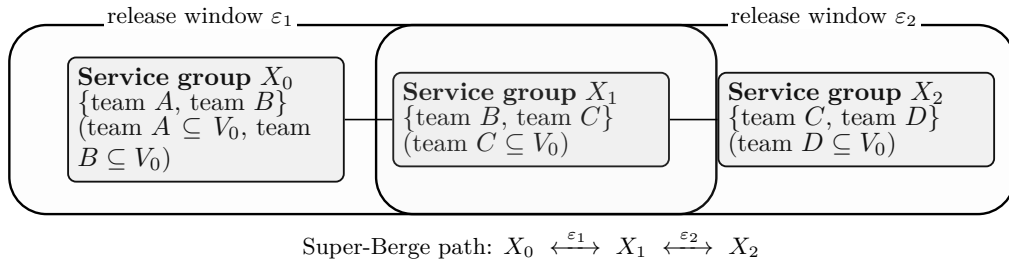 release window ε₁
release window ε₂
Service group X₀
{team A, team B}
(team A ⊆ V₀, team
B ⊆ V₀)
Service group X₁
{team B, team C}
(team C ⊆ V₀)
Service group X₂
{team C, team D}
(team D ⊆ V₀)
Super-Berge path: X₀ ⟷ε₁ X₁ ⟷ε₂ X₂